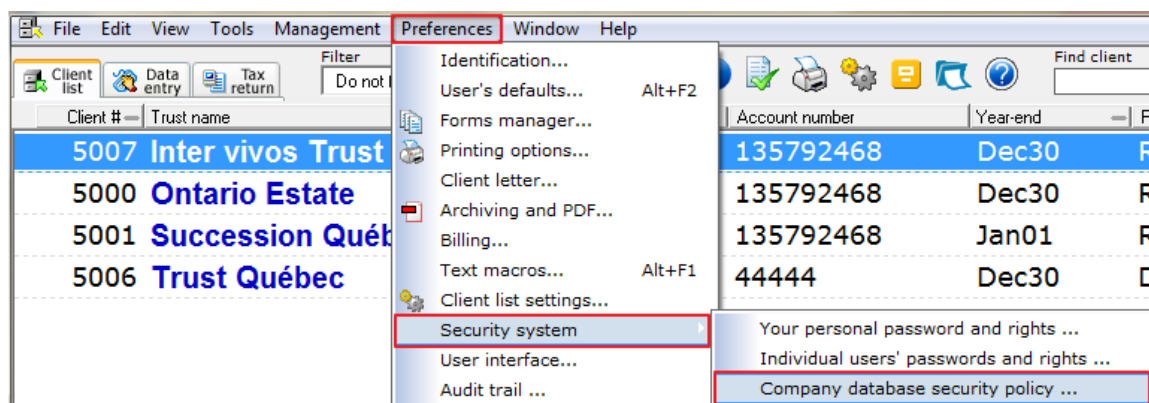 File Edit View Tools Management Preferences Window Help
Client list Data entry Tax return Filter Do not Find client
Client # Trust name Account number Year-end
5007 Inter vivos Trust 135792468 Dec30
5000 Ontario Estate 135792468 Dec30
5001 Succession Québ 135792468 Jan01
5006 Trust Québec 44444 Dec30
Identification...
User's defaults... Alt+F2
Forms manager...
Printing options...
Client letter...
Archiving and PDF...
Billing...
Text macros... Alt+F1
Client list settings...
Security system
User interface...
Audit trail ...
Your personal password and rights ...
Individual users' passwords and rights ...
Company database security policy ...